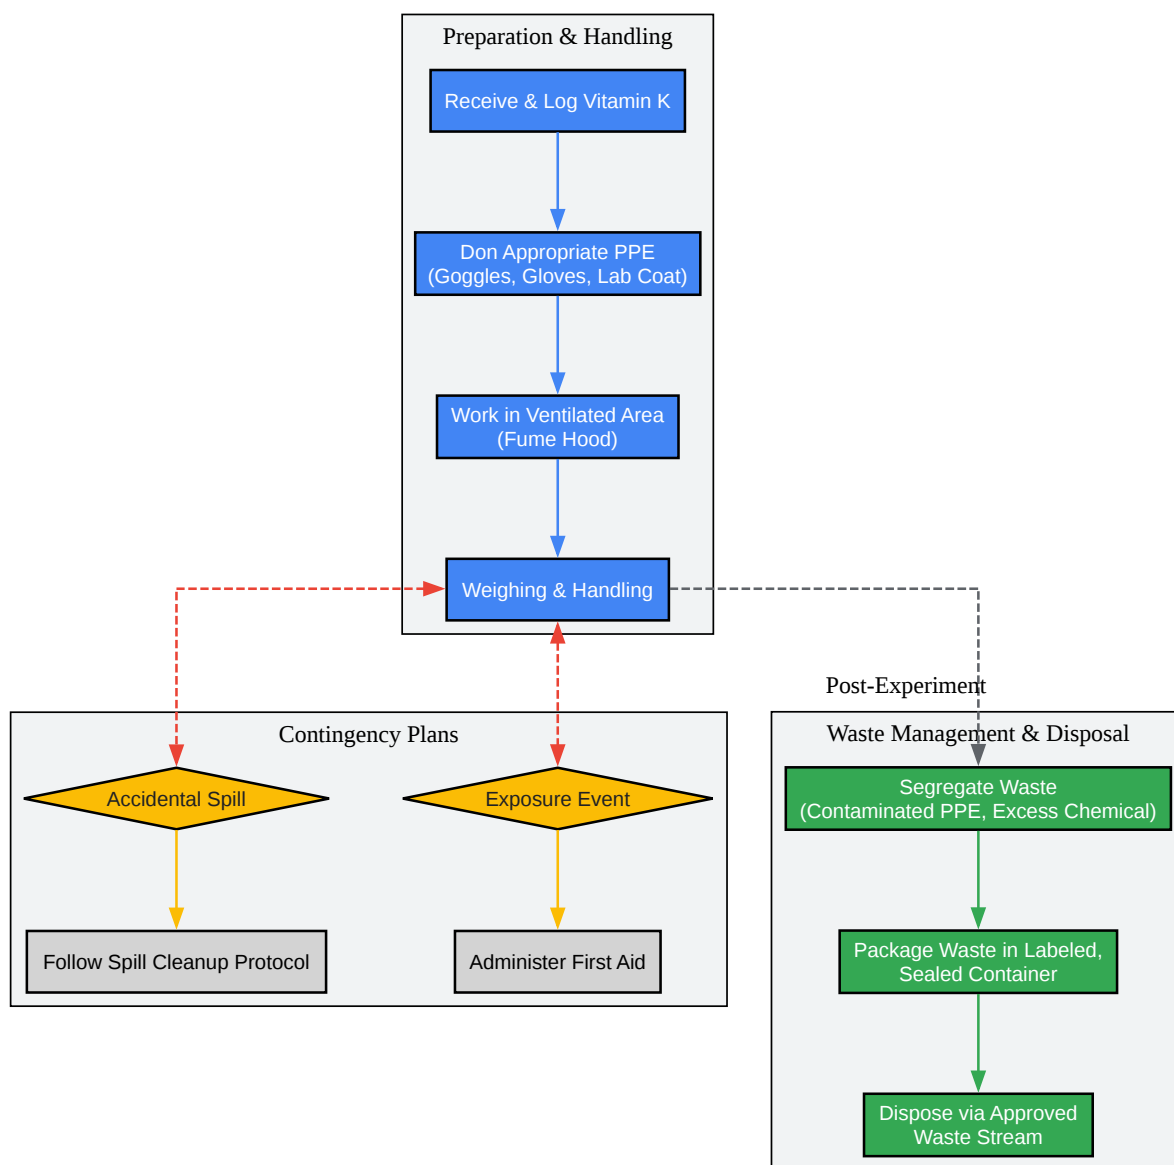 Preparation & Handling
Receive & Log Vitamin K
Don Appropriate PPE
(Goggles, Gloves, Lab Coat)
Work in Ventilated Area
(Fume Hood)
Weighing & Handling
Post-Experiment
Contingency Plans
Accidental Spill
Exposure Event
Follow Spill Cleanup Protocol
Administer First Aid
Waste Management & Disposal
Segregate Waste
(Contaminated PPE, Excess Chemical)
Package Waste in Labeled,
Sealed Container
Dispose via Approved
Waste Stream